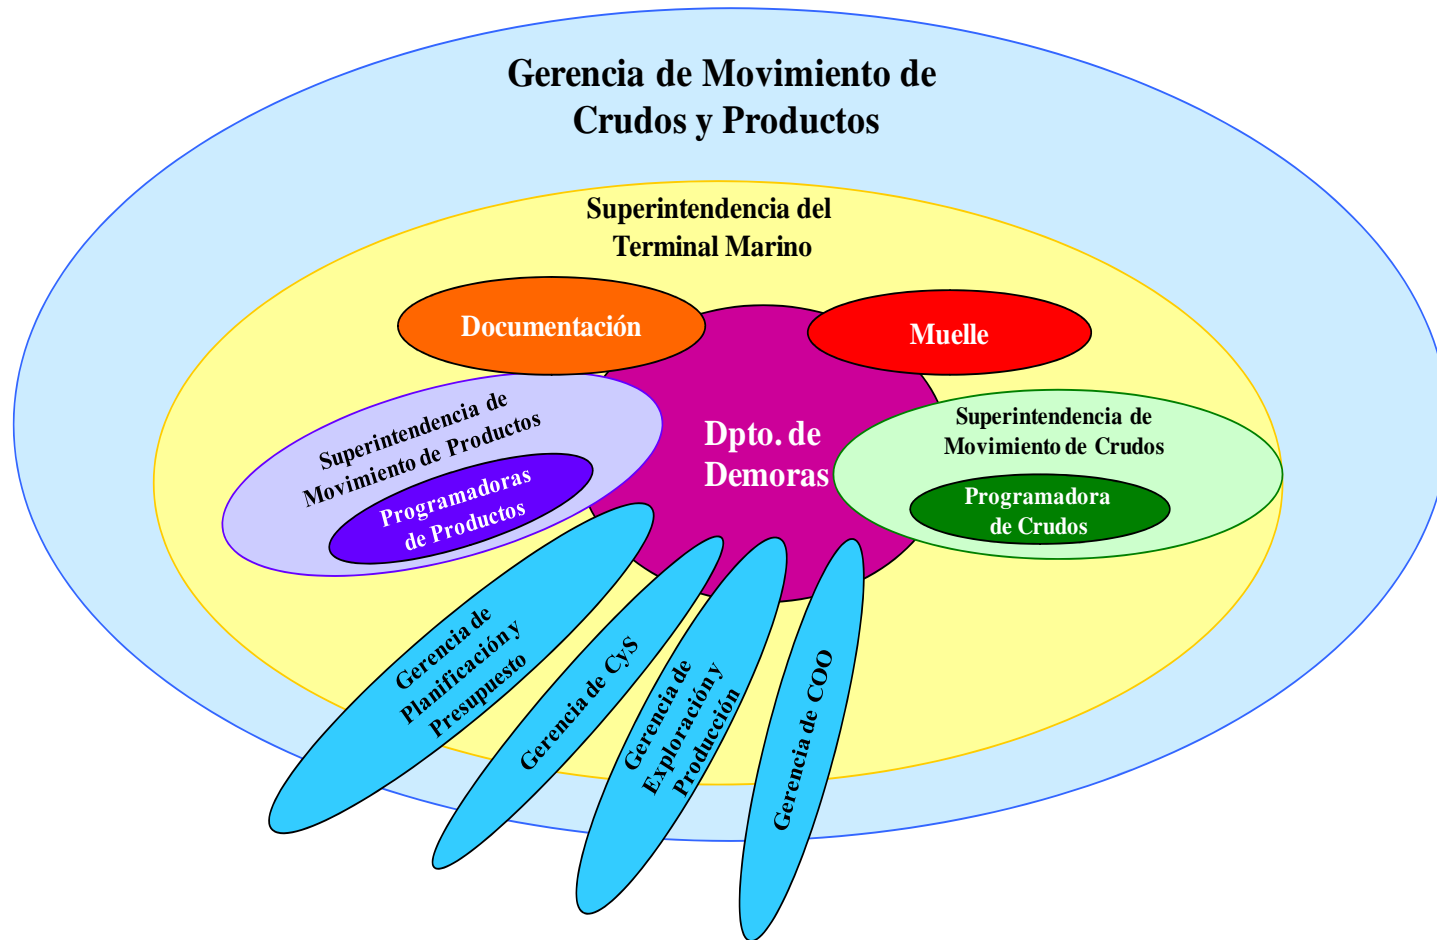 Gerencia de Movimiento de
Crudos y Productos
Superintendencia del
Terminal Marino
Documentación
Muelle
Dpto. de
Demoras
Superintendencia de
Movimiento de Productos
Programadoras
de Productos
Superintendencia de
Movimiento de Crudos
Programadora
de Crudos
Gerencia de
Planificación y
Presupuesto
Gerencia de CyS
Gerencia de
Exploración y
Producción
Gerencia de COO